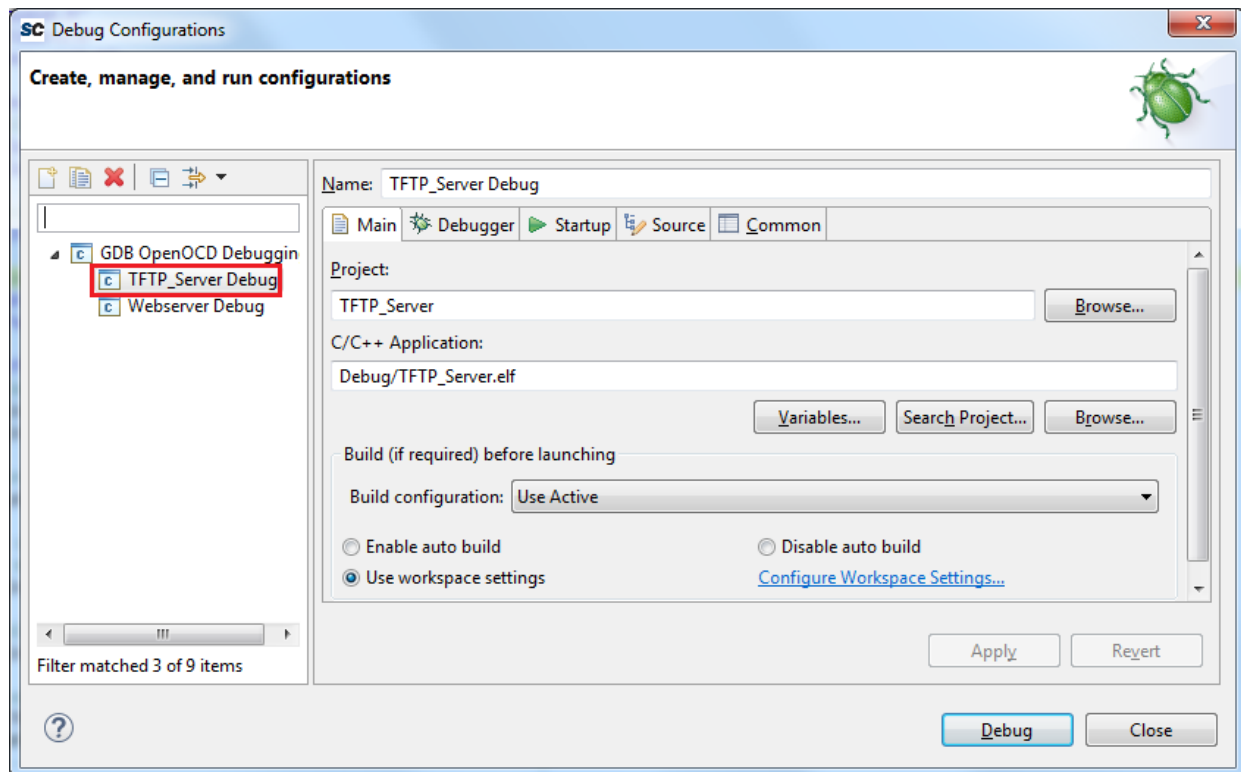 SC Debug Configurations
Create, manage, and run configurations
Name: TFTP_Server Debug
Main Debugger Startup Source Common
GDB OpenOCD Debuggin
TFTP_Server Debug
Webserver Debug
Filter matched 3 of 9 items
Project:
TFTP_Server
Browse...
C/C++ Application:
Debug/TFTP_Server.elf
Variables... Search Project... Browse...
Build (if required) before launching
Build configuration: Use Active
Enable auto build Disable auto build
Use workspace settings Configure Workspace Settings...
Apply Revert
? Debug Close